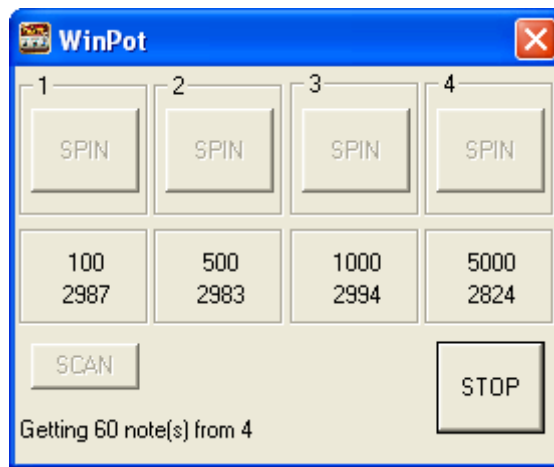 WinPot
1 2 3 4
SPIN SPIN SPIN SPIN
100 500 1000 5000
2987 2983 2994 2824
SCAN
STOP
Getting 60 note(s) from 4